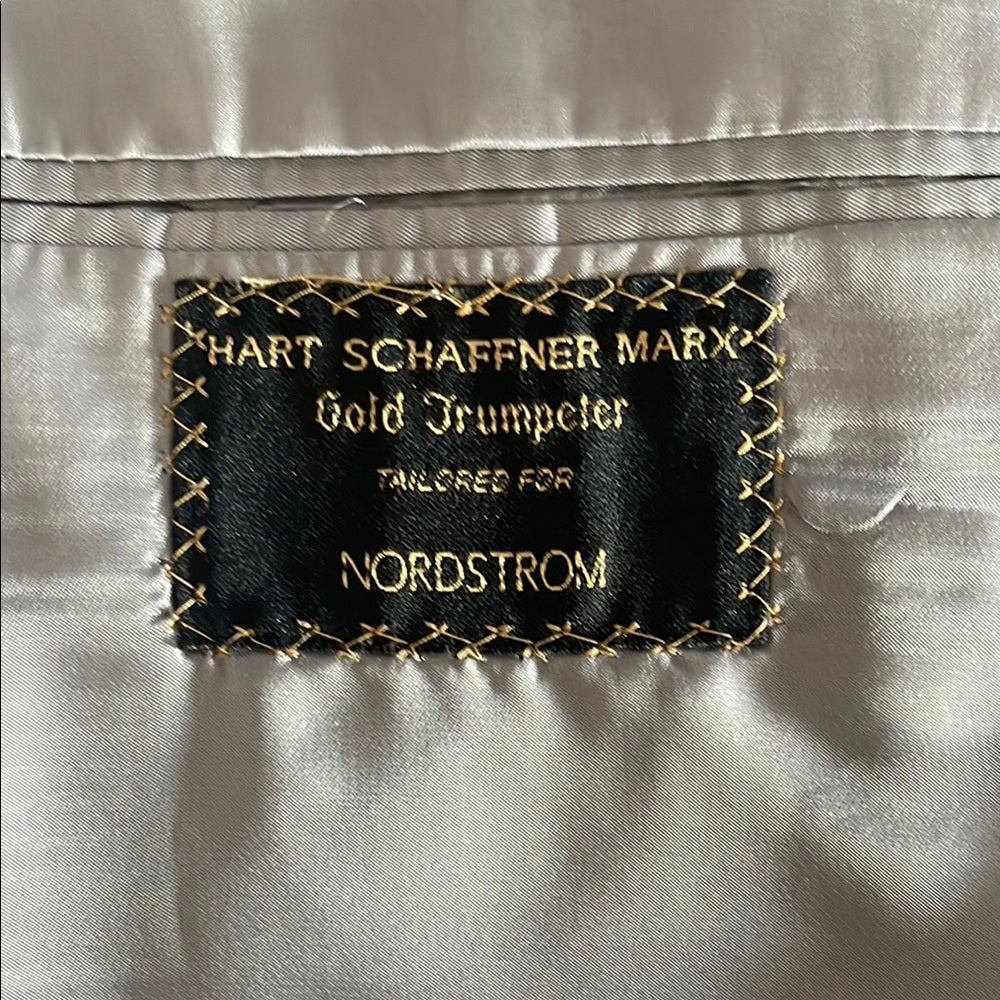 HART SCHAFFNER MARX
Gold Trumpeter
TAILORED FOR
NORDSTROM